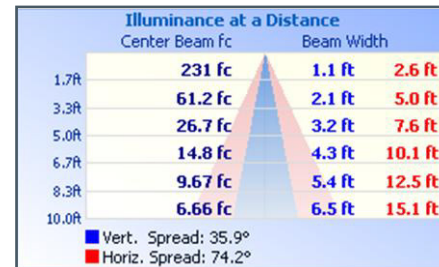 Illuminance at a Distance
Center Beam fc Beam Width
1.7ft 231 fc 1.1 ft 2.6 ft
3.3ft 61.2 fc 2.1 ft 5.0 ft
5.0ft 26.7 fc 3.2 ft 7.6 ft
6.7ft 14.8 fc 4.3 ft 10.1 ft
8.3ft 9.67 fc 5.4 ft 12.5 ft
10.0ft 6.66 fc 6.5 ft 15.1 ft
Vert. Spread: 35.9°
Horiz. Spread: 74.2°